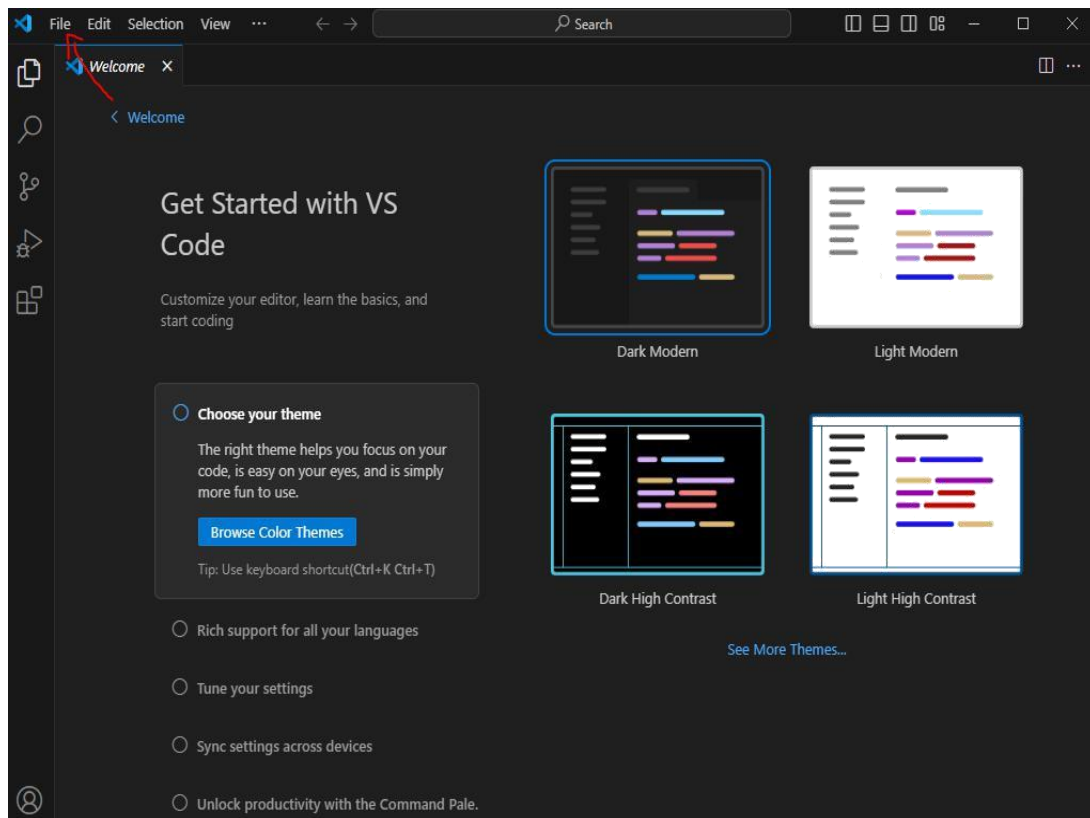 File Edit Selection View ··· ← → Search
Welcome ×
< Welcome
Get Started with VS
Code
Customize your editor, learn the basics, and
start coding
Choose your theme
The right theme helps you focus on your
code, is easy on your eyes, and is simply
more fun to use.
Browse Color Themes
Tip: Use keyboard shortcut(Ctrl+K Ctrl+T)
Rich support for all your languages
Tune your settings
Sync settings across devices
Unlock productivity with the Command Pale.
Dark Modern
Light Modern
Dark High Contrast
Light High Contrast
See More Themes...